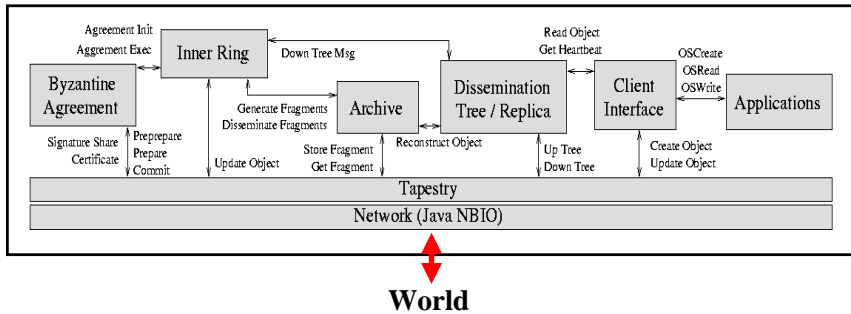 Agreement Init
Aggrement Exec
Inner Ring
Down Tree Msg
Read Object
Get Heartbeat
Byzantine
Agreement
Generate Fragments
Disseminate Fragments
Archive
Dissemination
Tree / Replica
Client
Interface
OSCreate
OSRead
OSWrite
Applications
Signature Share
Certificate
Preprepare
Prepare
Commit
Update Object
Store Fragment
Get Fragment
Reconstruct Object
Up Tree
Down Tree
Create Object
Update Object
Tapestry
Network (Java NBIO)
World